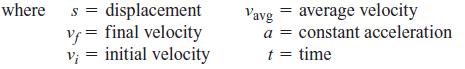 where s = displacement v_avg = average velocity
v_f = final velocity a = constant acceleration
v_i = initial velocity t = time